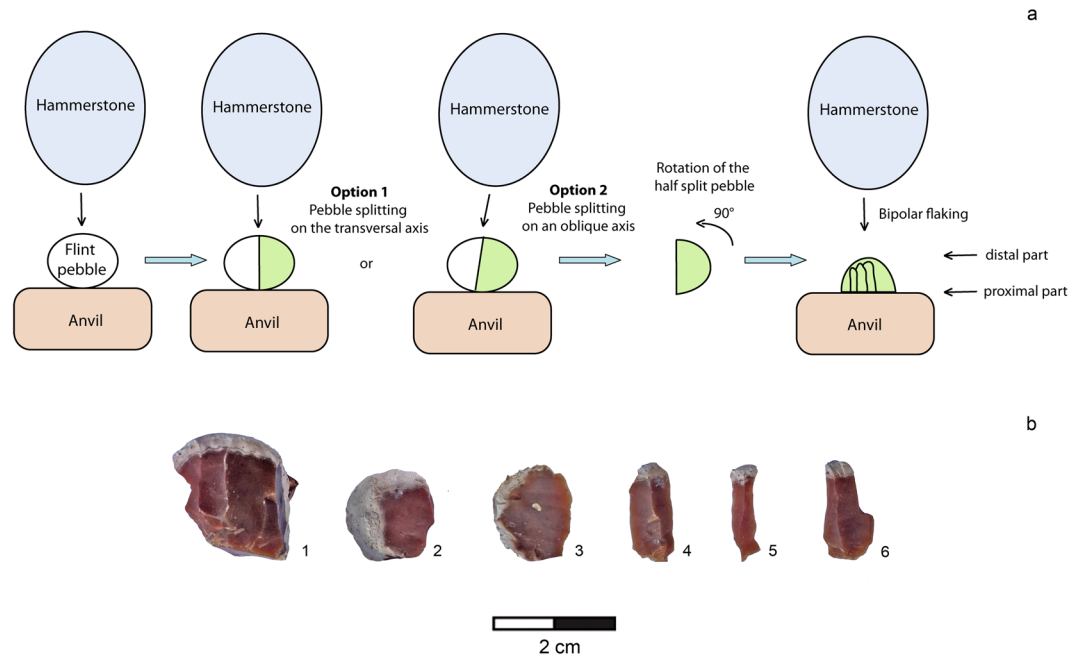 a
Hammerstone
Hammerstone
Hammerstone
Hammerstone
Flint
pebble
Anvil
Anvil
Option 1
Pebble splitting
on the transversal axis
or
Anvil
Option 2
Pebble splitting
on an oblique axis
Rotation of the
half split pebble
90°
Bipolar flaking
distal part
proximal part
Anvil
b
1
2
3
4
5
6
2 cm